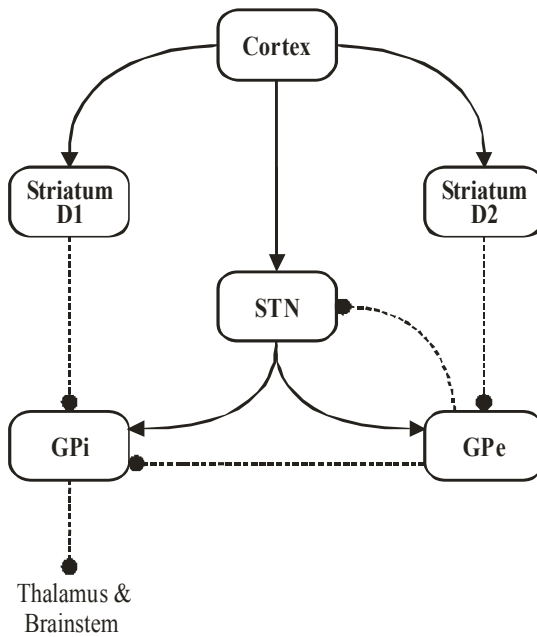 Cortex
Striatum
D1
Striatum
D2
STN
GPi
GPe
Thalamus &
Brainstem